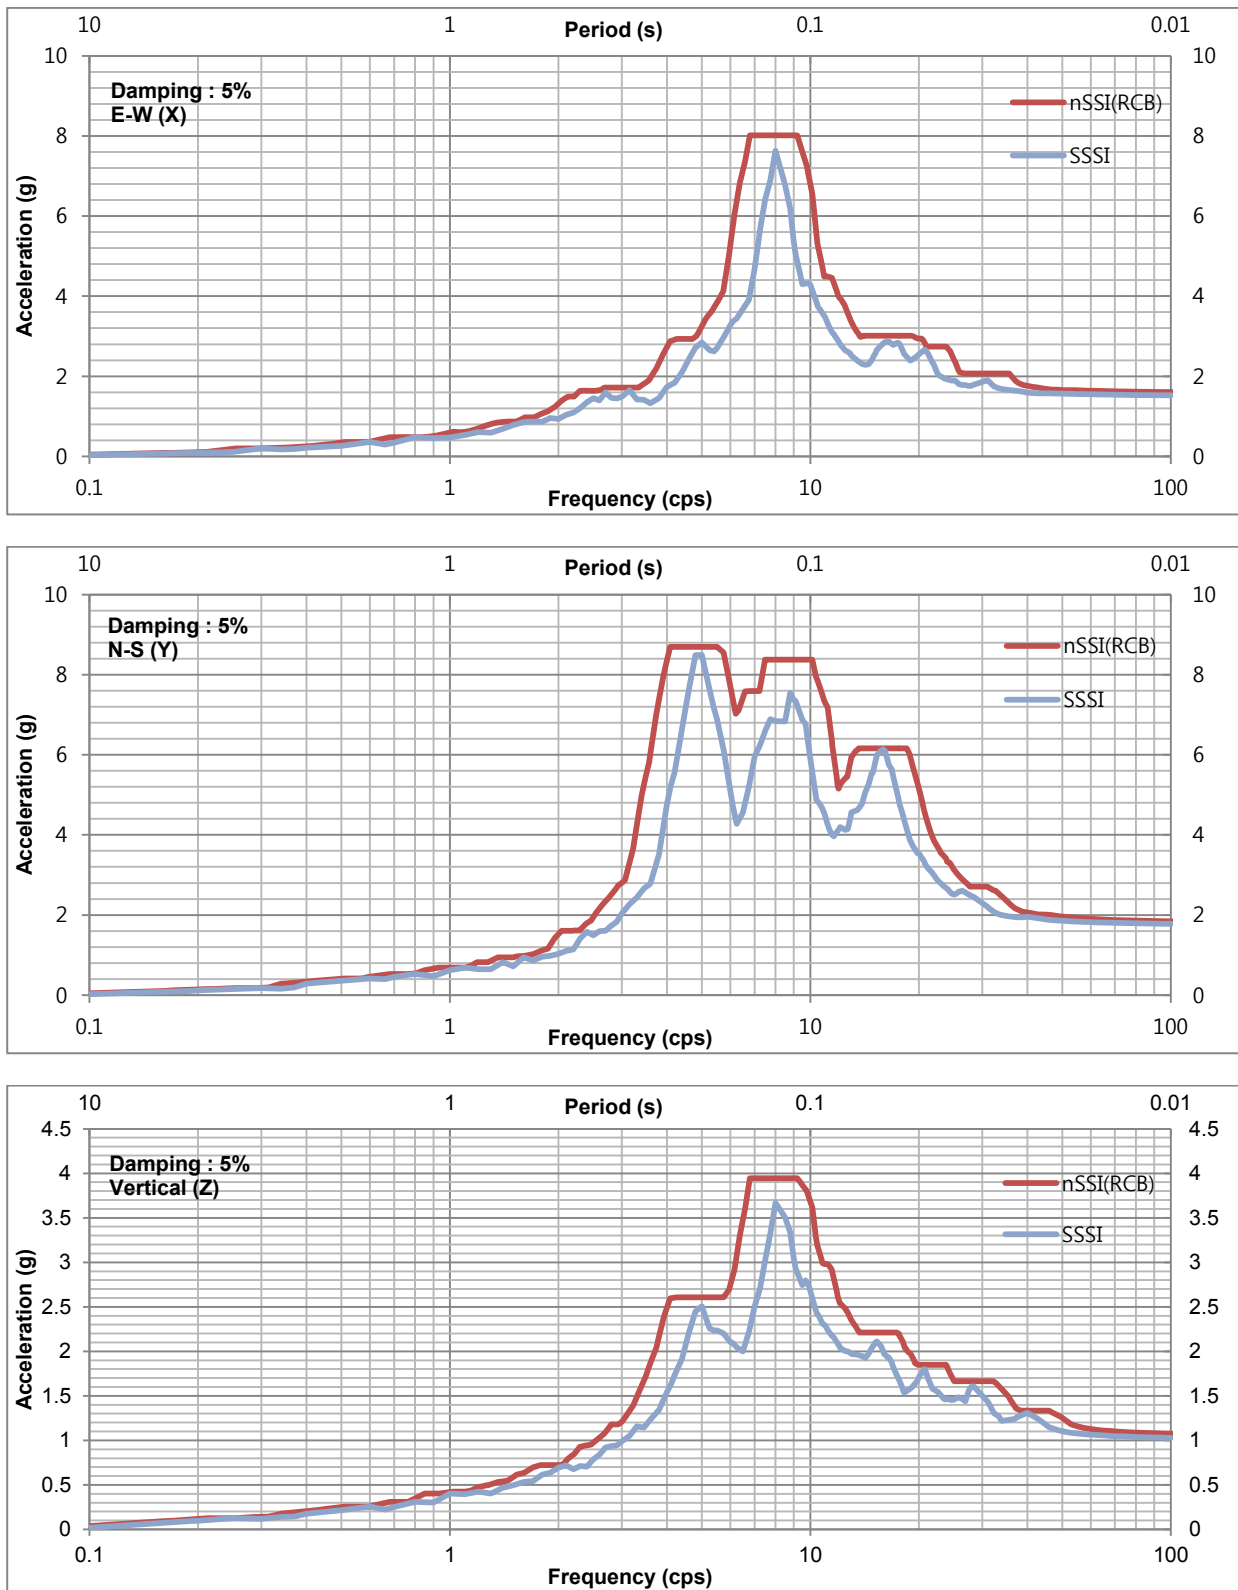 10 1 Period (s) 0.1 0.01
10 10
Damping : 5%
E-W (X)
nSSI(RCB)
8 8
SSSI
6 6
Acceleration (g)
4 4
2 2
0 0
0.1 1 Frequency (cps) 10 100
10 1 Period (s) 0.1 0.01
10 10
Damping : 5%
N-S (Y)
nSSI(RCB)
8 8
SSSI
6 6
Acceleration (g)
4 4
2 2
0 0
0.1 1 Frequency (cps) 10 100
10 1 Period (s) 0.1 0.01
4.5 4.5
Damping : 5%
4 4
Vertical (Z)
nSSI(RCB)
3.5 3.5
SSSI
3 3
2.5 2.5
Acceleration (g)
2 2
1.5 1.5
1 1
0.5 0.5
0 0
0.1 1 Frequency (cps) 10 100